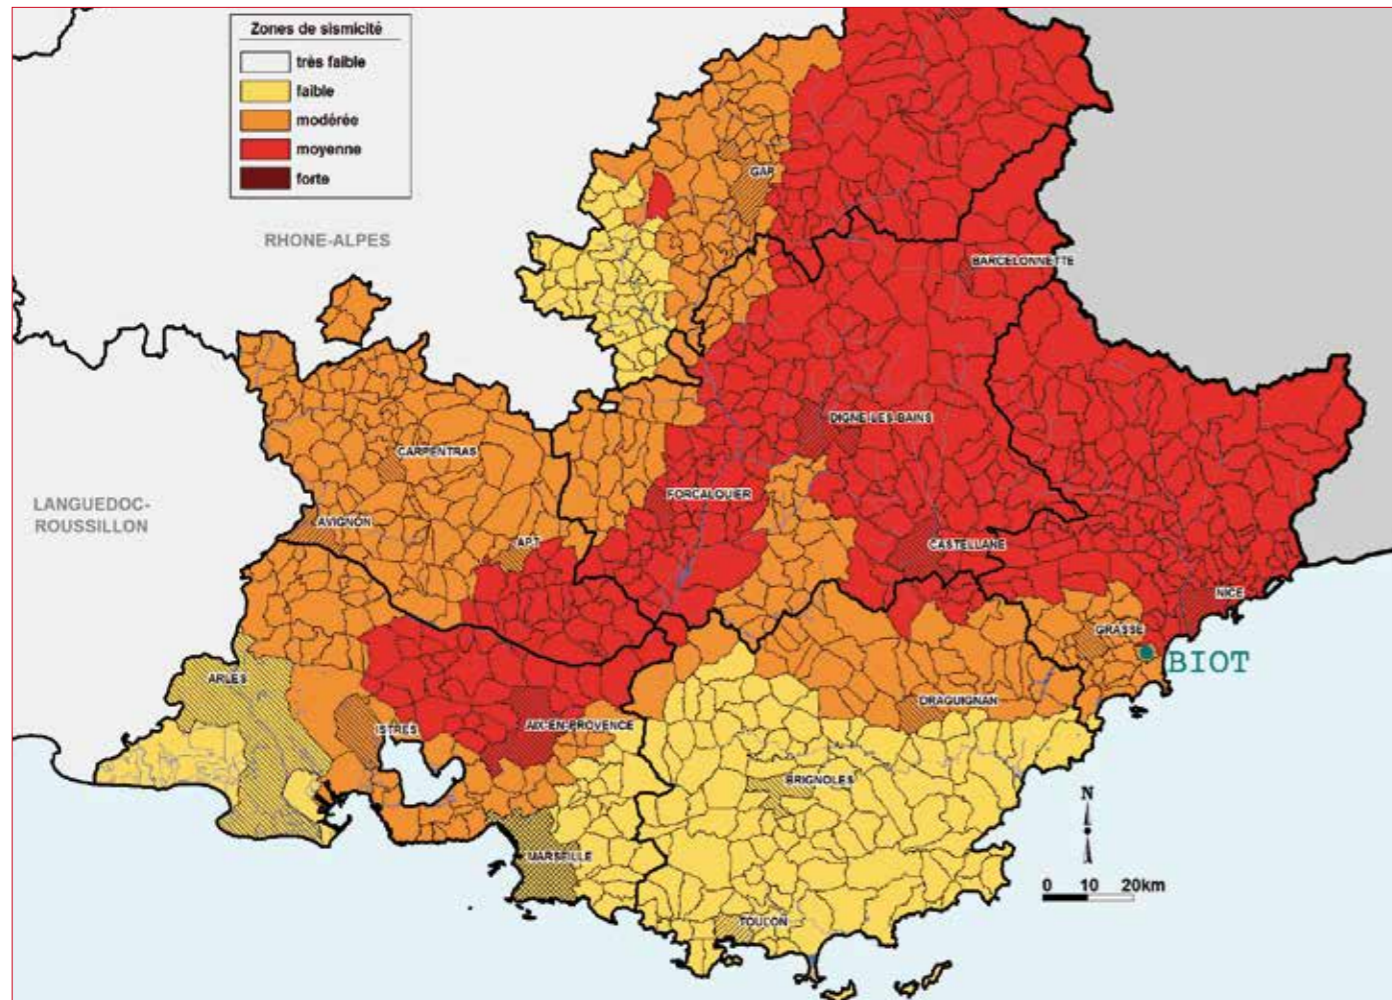 Zones de sismicité
très faible
faible
modérée
moyenne
forte
GAP
RHONE-ALPES
BARCELONNETTE
DIGNE-LES-BAINS
CARPENTRAS
FORCALQUIER
LANGUEDOC-
ROUSSILLON
AVIGNON
APT
CASTELLANE
NICE
GRASSE
BIOT
ARLES
DRAGUIGNAN
ISTRES
AIX-EN-PROVENCE
BRIGNOLES
N
MARSEILLE
0 10 20km
TOULON